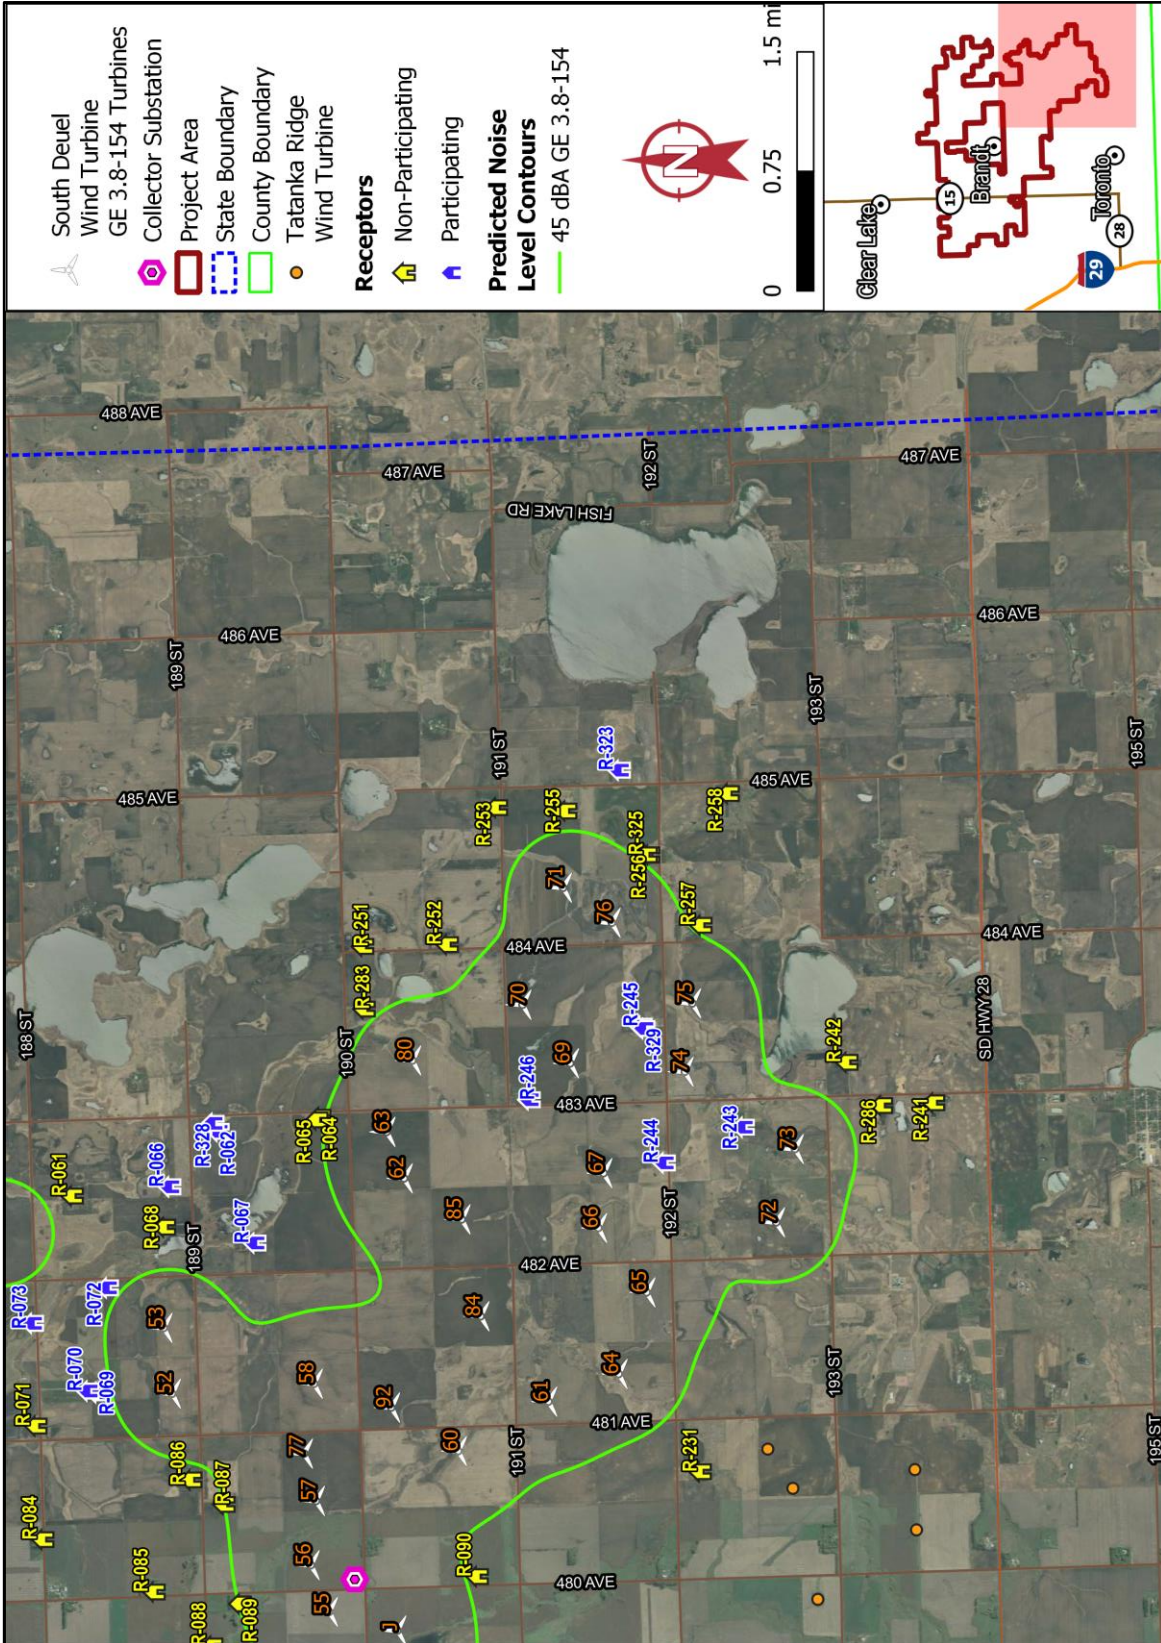 South Deuel
Wind Turbine
GE 3.8-154 Turbines
Collector Substation
Project Area
State Boundary
County Boundary
Tatanka Ridge
Wind Turbine
Receptors
Non-Participating
Participating
Predicted Noise
Level Contours
45 dBA GE 3.8-154
N
0
0.75
1.5 mi
Clear Lake
15
Brandt
Toronto
28
29
488 AVE
487 AVE
192 ST
487 AVE
FISH LAKE RD
486 AVE
189 ST
486 AVE
193 ST
191 ST
R-323
195 ST
485 AVE
R-253
R-255
R-325
R-256
R-258
485 AVE
71
76
R-257
R-251
R-252
484 AVE
484 AVE
188 ST
R-283
190 ST
70
R-245
75
SD HWY 28
80
69
R-329
74
R-242
R-246
483 AVE
R-328
R-062
R-065
R-064
63
R-243
R-286
R-241
R-061
R-066
62
67
R-244
73
R-068
R-067
85
66
192 ST
72
189 ST
482 AVE
R-073
R-072
53
84
65
R-070
R-069
52
58
92
61
64
193 ST
R-071
481 AVE
R-086
77
60
191 ST
R-231
195 ST
R-084
R-087
57
R-085
56
R-090
480 AVE
R-088
R-089
55
J